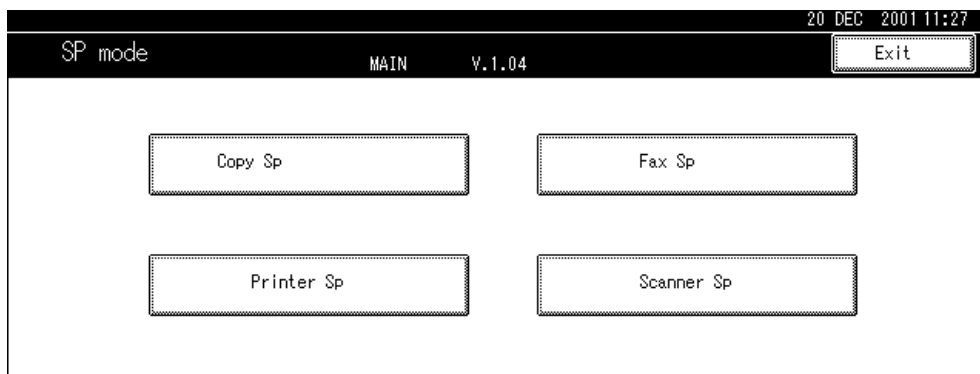 20 DEC 2001 11:27
SP mode MAIN V.1.04 Exit
Copy Sp Fax Sp
Printer Sp Scanner Sp